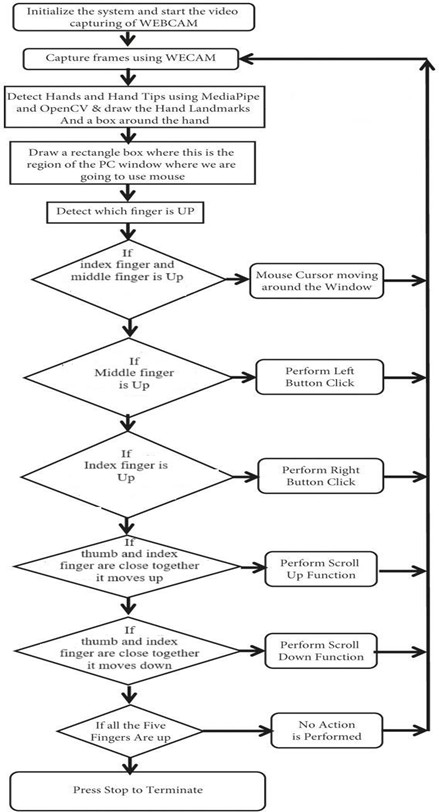 Initialize the system and start the video
capturing of WEBCAM
Capture frames using WECAM
Detect Hands and Hand Tips using MediaPipe
and OpenCV & draw the Hand Landmarks
And a box around the hand
Draw a rectangle box where this is the
region of the PC window where we are
going to use mouse
Detect which finger is UP
If
index finger and
middle finger is Up
Mouse Cursor moving
around the Window
If
Middle finger
is Up
Perform Left
Button Click
If
Index finger is
Up
Perform Right
Button Click
If
thumb and index
finger are close together
it moves up
Perform Scroll
Up Function
If
thumb and index
finger are close together
it moves down
Perform Scroll
Down Function
If all the Five
Fingers Are up
No Action
is Performed
Press Stop to Terminate